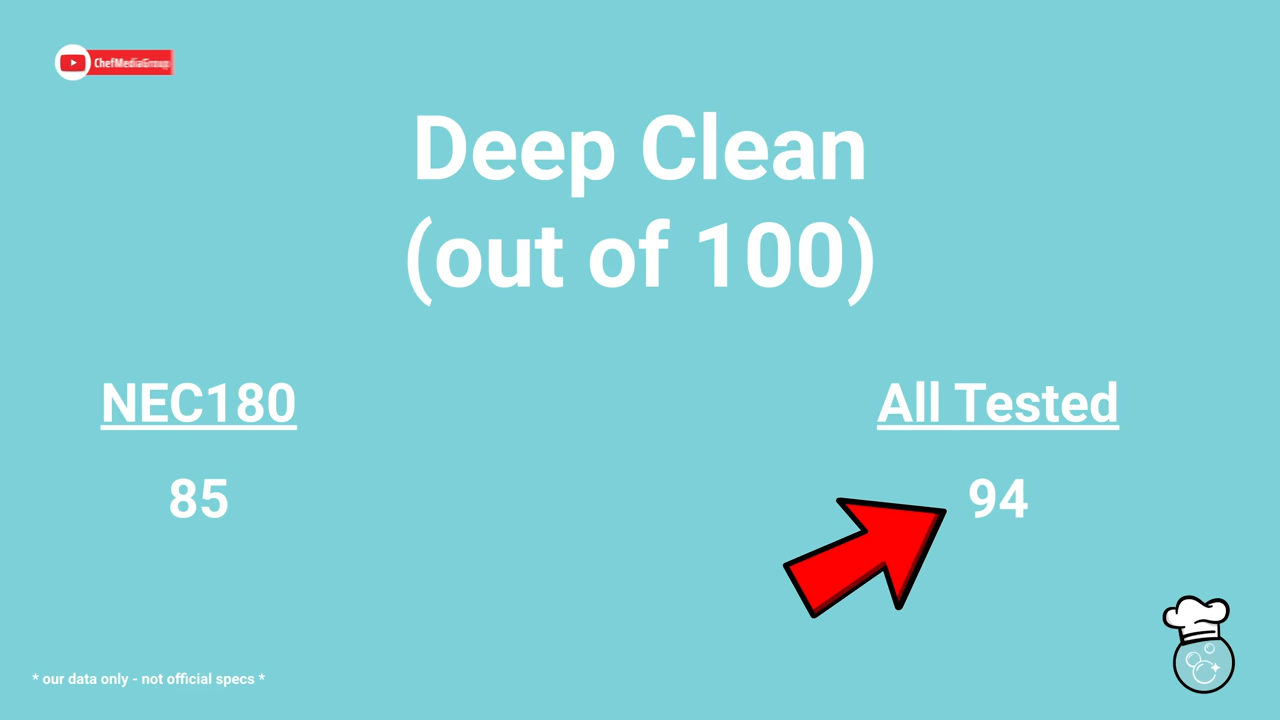 ChefMediaGroup
Deep Clean
(out of 100)
NEC180
All Tested
85
94
* our data only - not official specs *